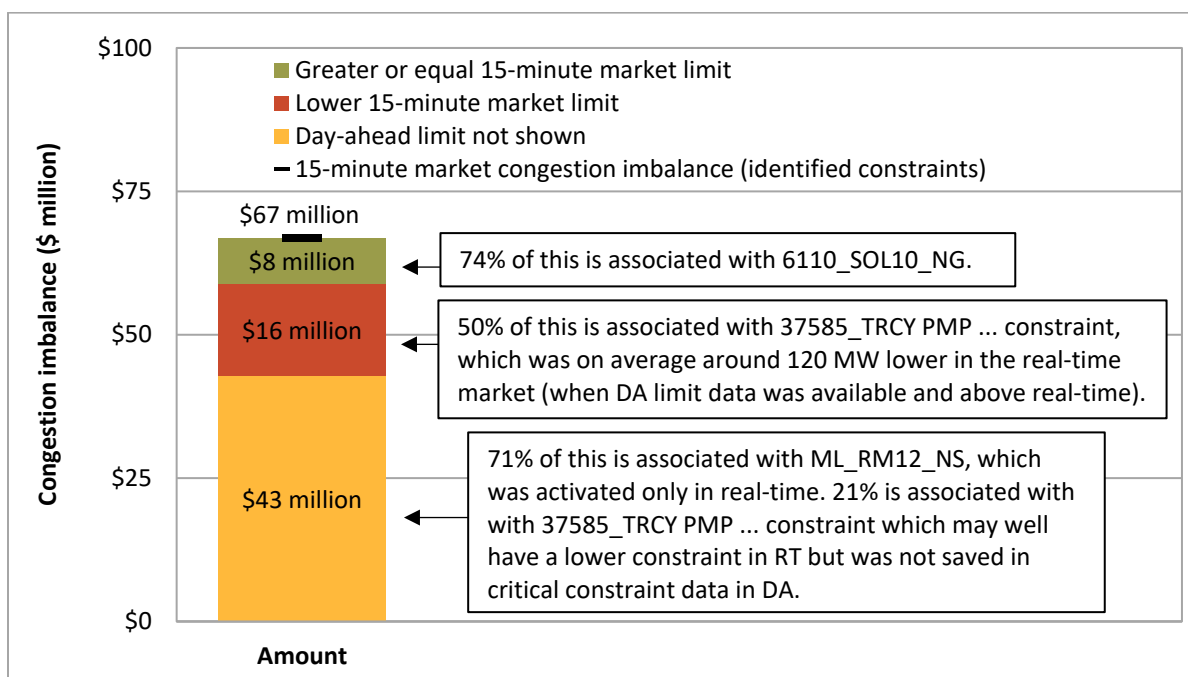 $100
Greater or equal 15-minute market limit
Lower 15-minute market limit
Day-ahead limit not shown
15-minute market congestion imbalance (identified constraints)
Congestion imbalance ($ million)
$75
$67 million
$8 million
74% of this is associated with 6110_SOL10_NG.
$50
$16 million
50% of this is associated with 37585_TRCY PMP ... constraint,
which was on average around 120 MW lower in the real-time
market (when DA limit data was available and above real-time).
$25
$43 million
71% of this is associated with ML_RM12_NS, which
was activated only in real-time. 21% is associated with
with 37585_TRCY PMP ... constraint which may well
have a lower constraint in RT but was not saved in
critical constraint data in DA.
$0
Amount